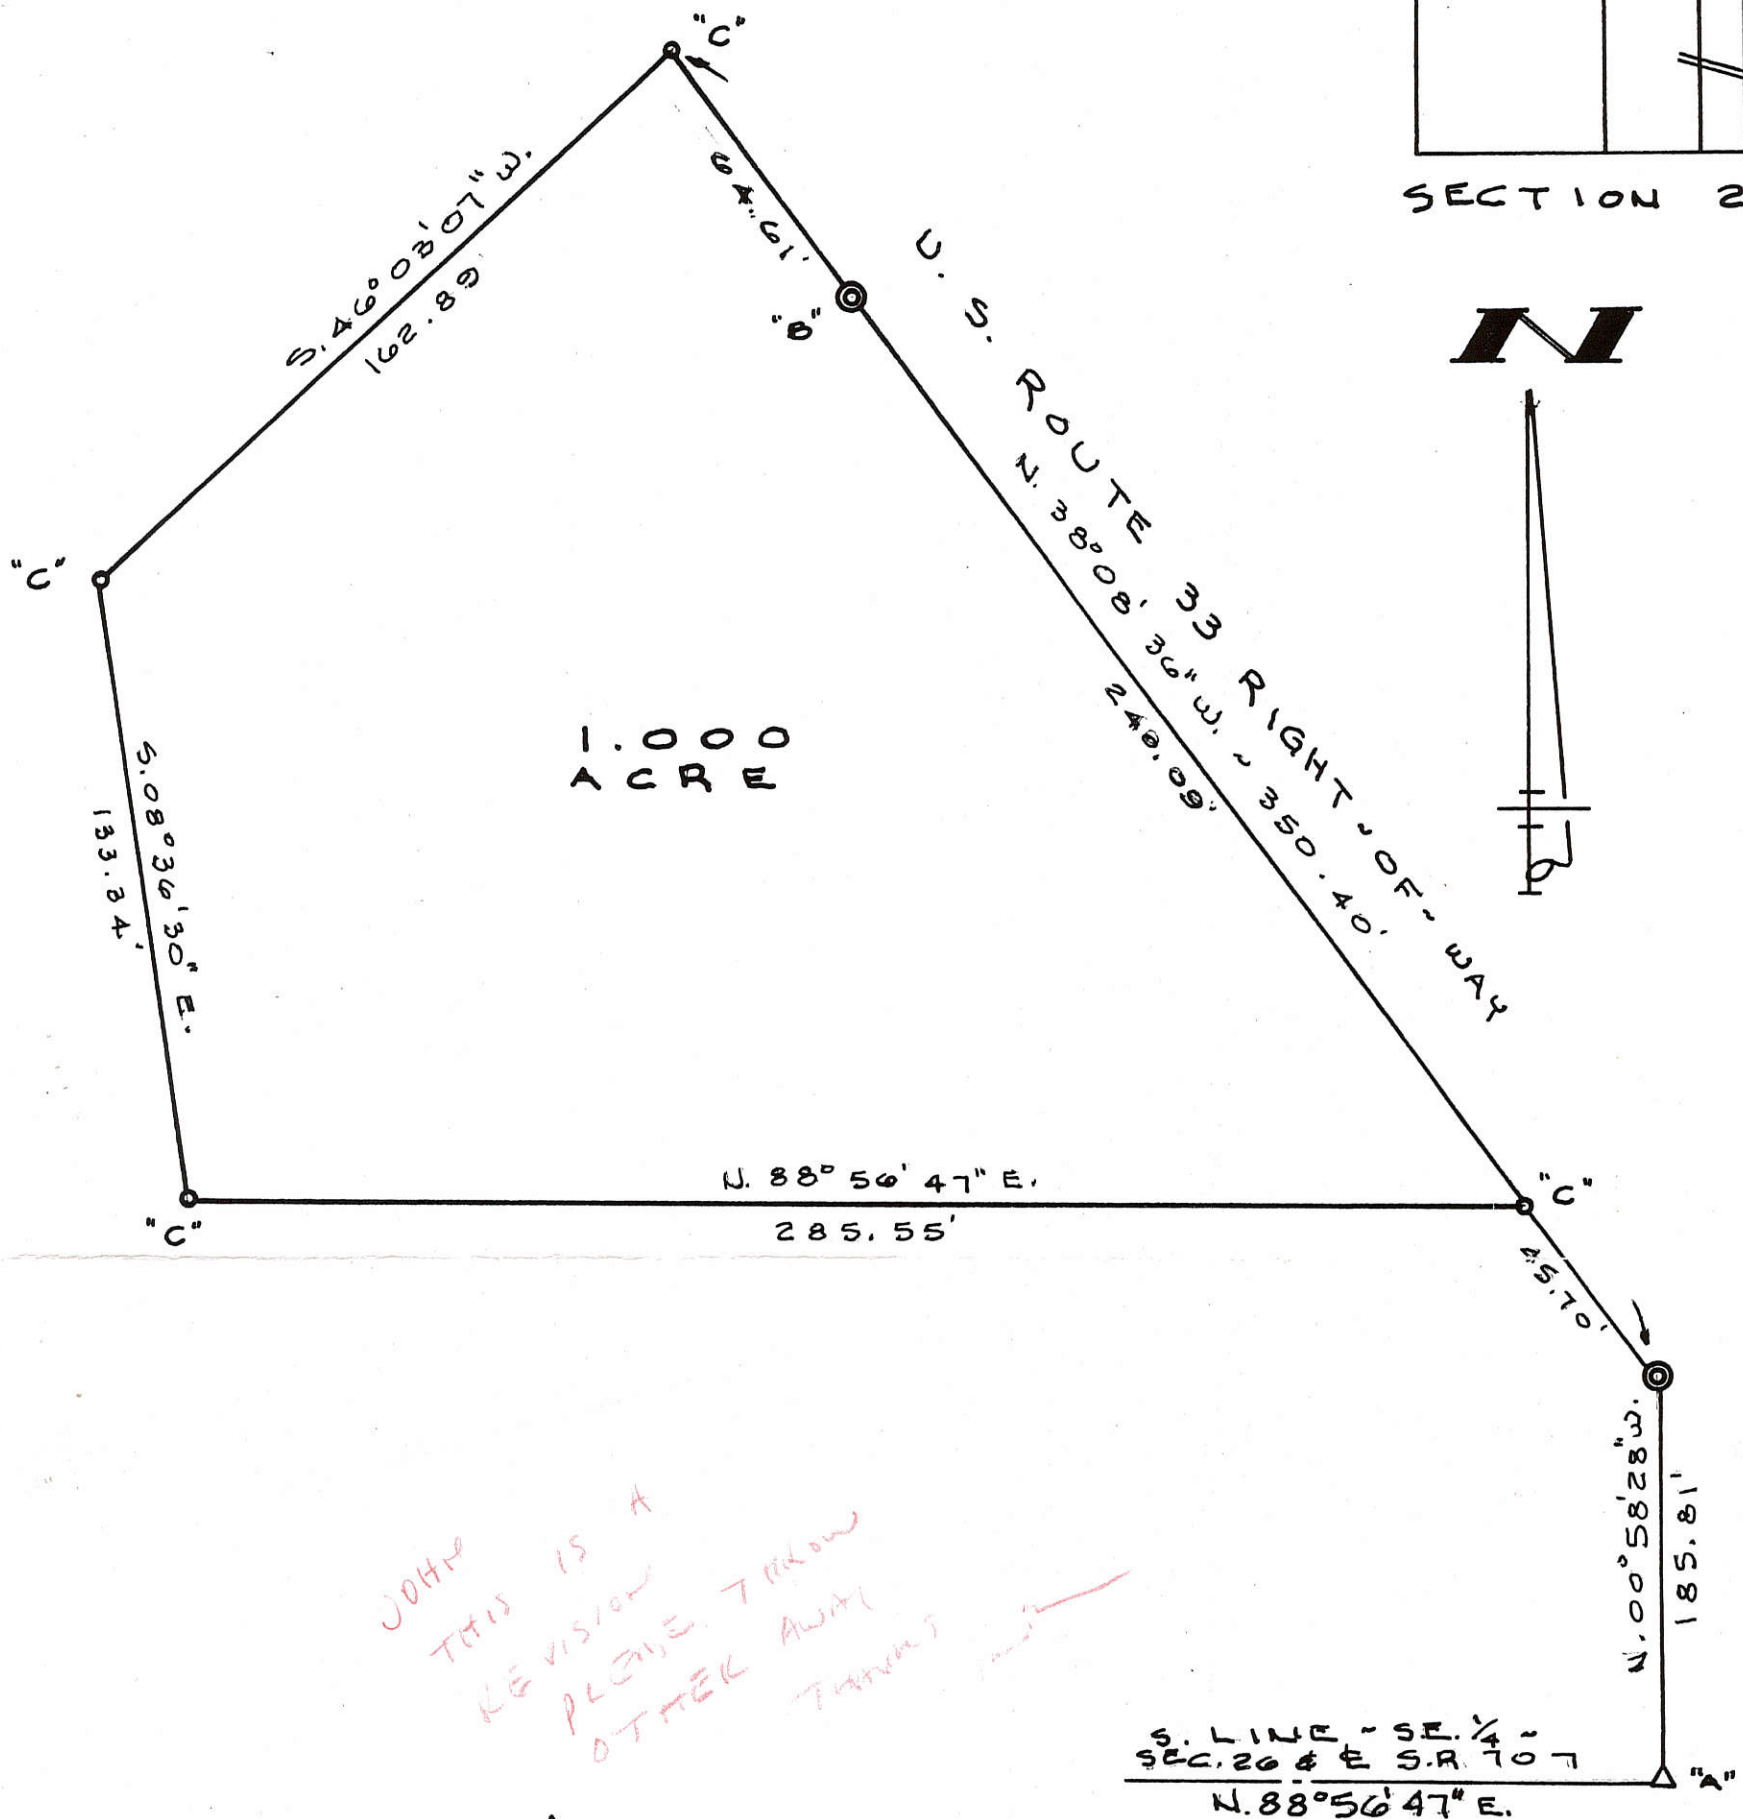 "C"
SECTION 2
S. 46° 03' 07" W.
162.89'
64.61'
"B"
N
U. S. ROUTE 33 RIGHT-OF-WAY
N. 38° 08' 36" W. ~ 350.40'
240.09'
"C"
1.000
ACRE
S. 08° 36' 30" E.
133.34'
N. 88° 56' 47" E.
285.55'
"C"
"C"
45.70'
N. 00° 58' 28" W.
185.81'
JOHN
THIS IS A
REVISION
PLEASE THROW
OTHER AWAY
THANKS
S. LINE ~ S.E. ¼ ~
SEC. 26 & ℄ S.R. 707
N. 88° 56' 47" E.
"A"